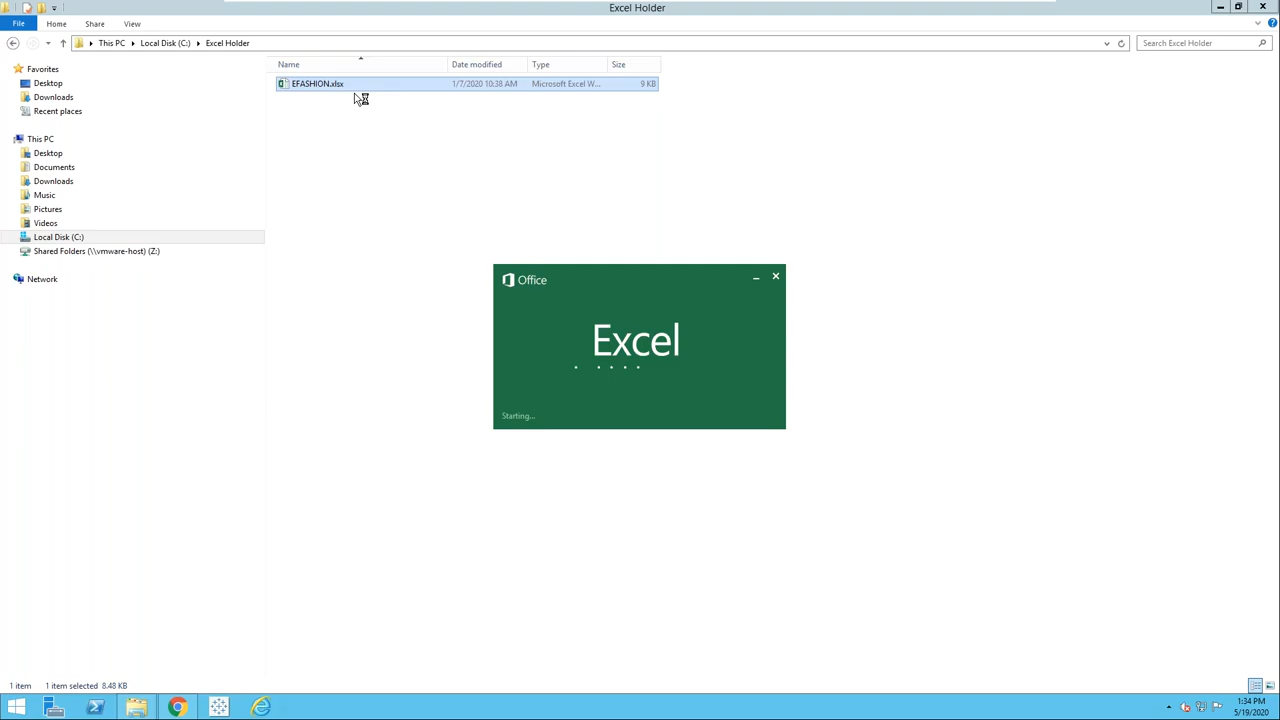 Excel Holder
File Home Share View
This PC Local Disk (C:) Excel Holder
Search Excel Holder
Name Date modified Type Size
EFASHION.xlsx 1/7/2020 10:38 AM Microsoft Excel W... 9 KB
Favorites
Desktop
Downloads
Recent places
This PC
Desktop
Documents
Downloads
Music
Pictures
Videos
Local Disk (C:)
Shared Folders (\\vmware-host) (Z:)
Network
Office
Excel
Starting...
1 item 1 item selected 8.48 KB
1:34 PM
5/19/2020